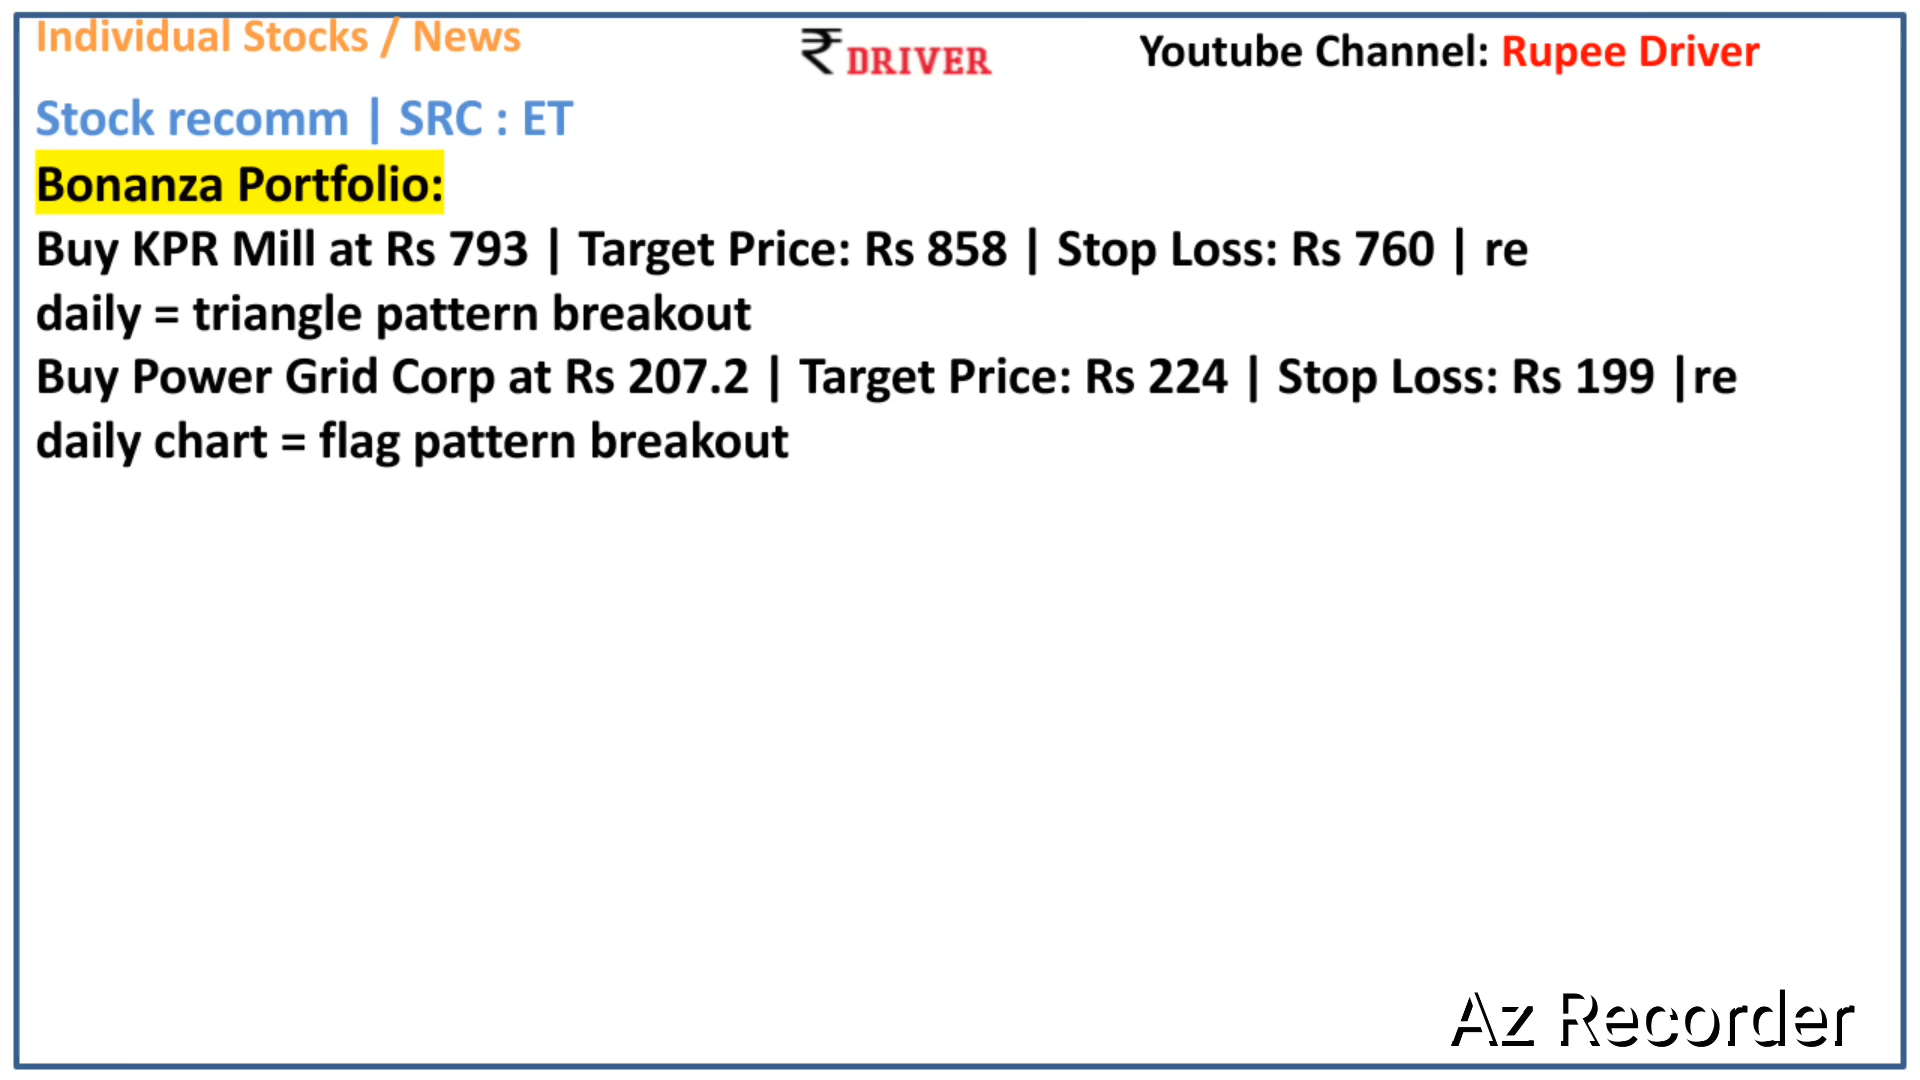 Individual Stocks / News
₹ DRIVER
Youtube Channel: Rupee Driver
Stock recomm | SRC : ET
Bonanza Portfolio:
Buy KPR Mill at Rs 793 | Target Price: Rs 858 | Stop Loss: Rs 760 | re
daily = triangle pattern breakout
Buy Power Grid Corp at Rs 207.2 | Target Price: Rs 224 | Stop Loss: Rs 199 |re
daily chart = flag pattern breakout
Az Recorder